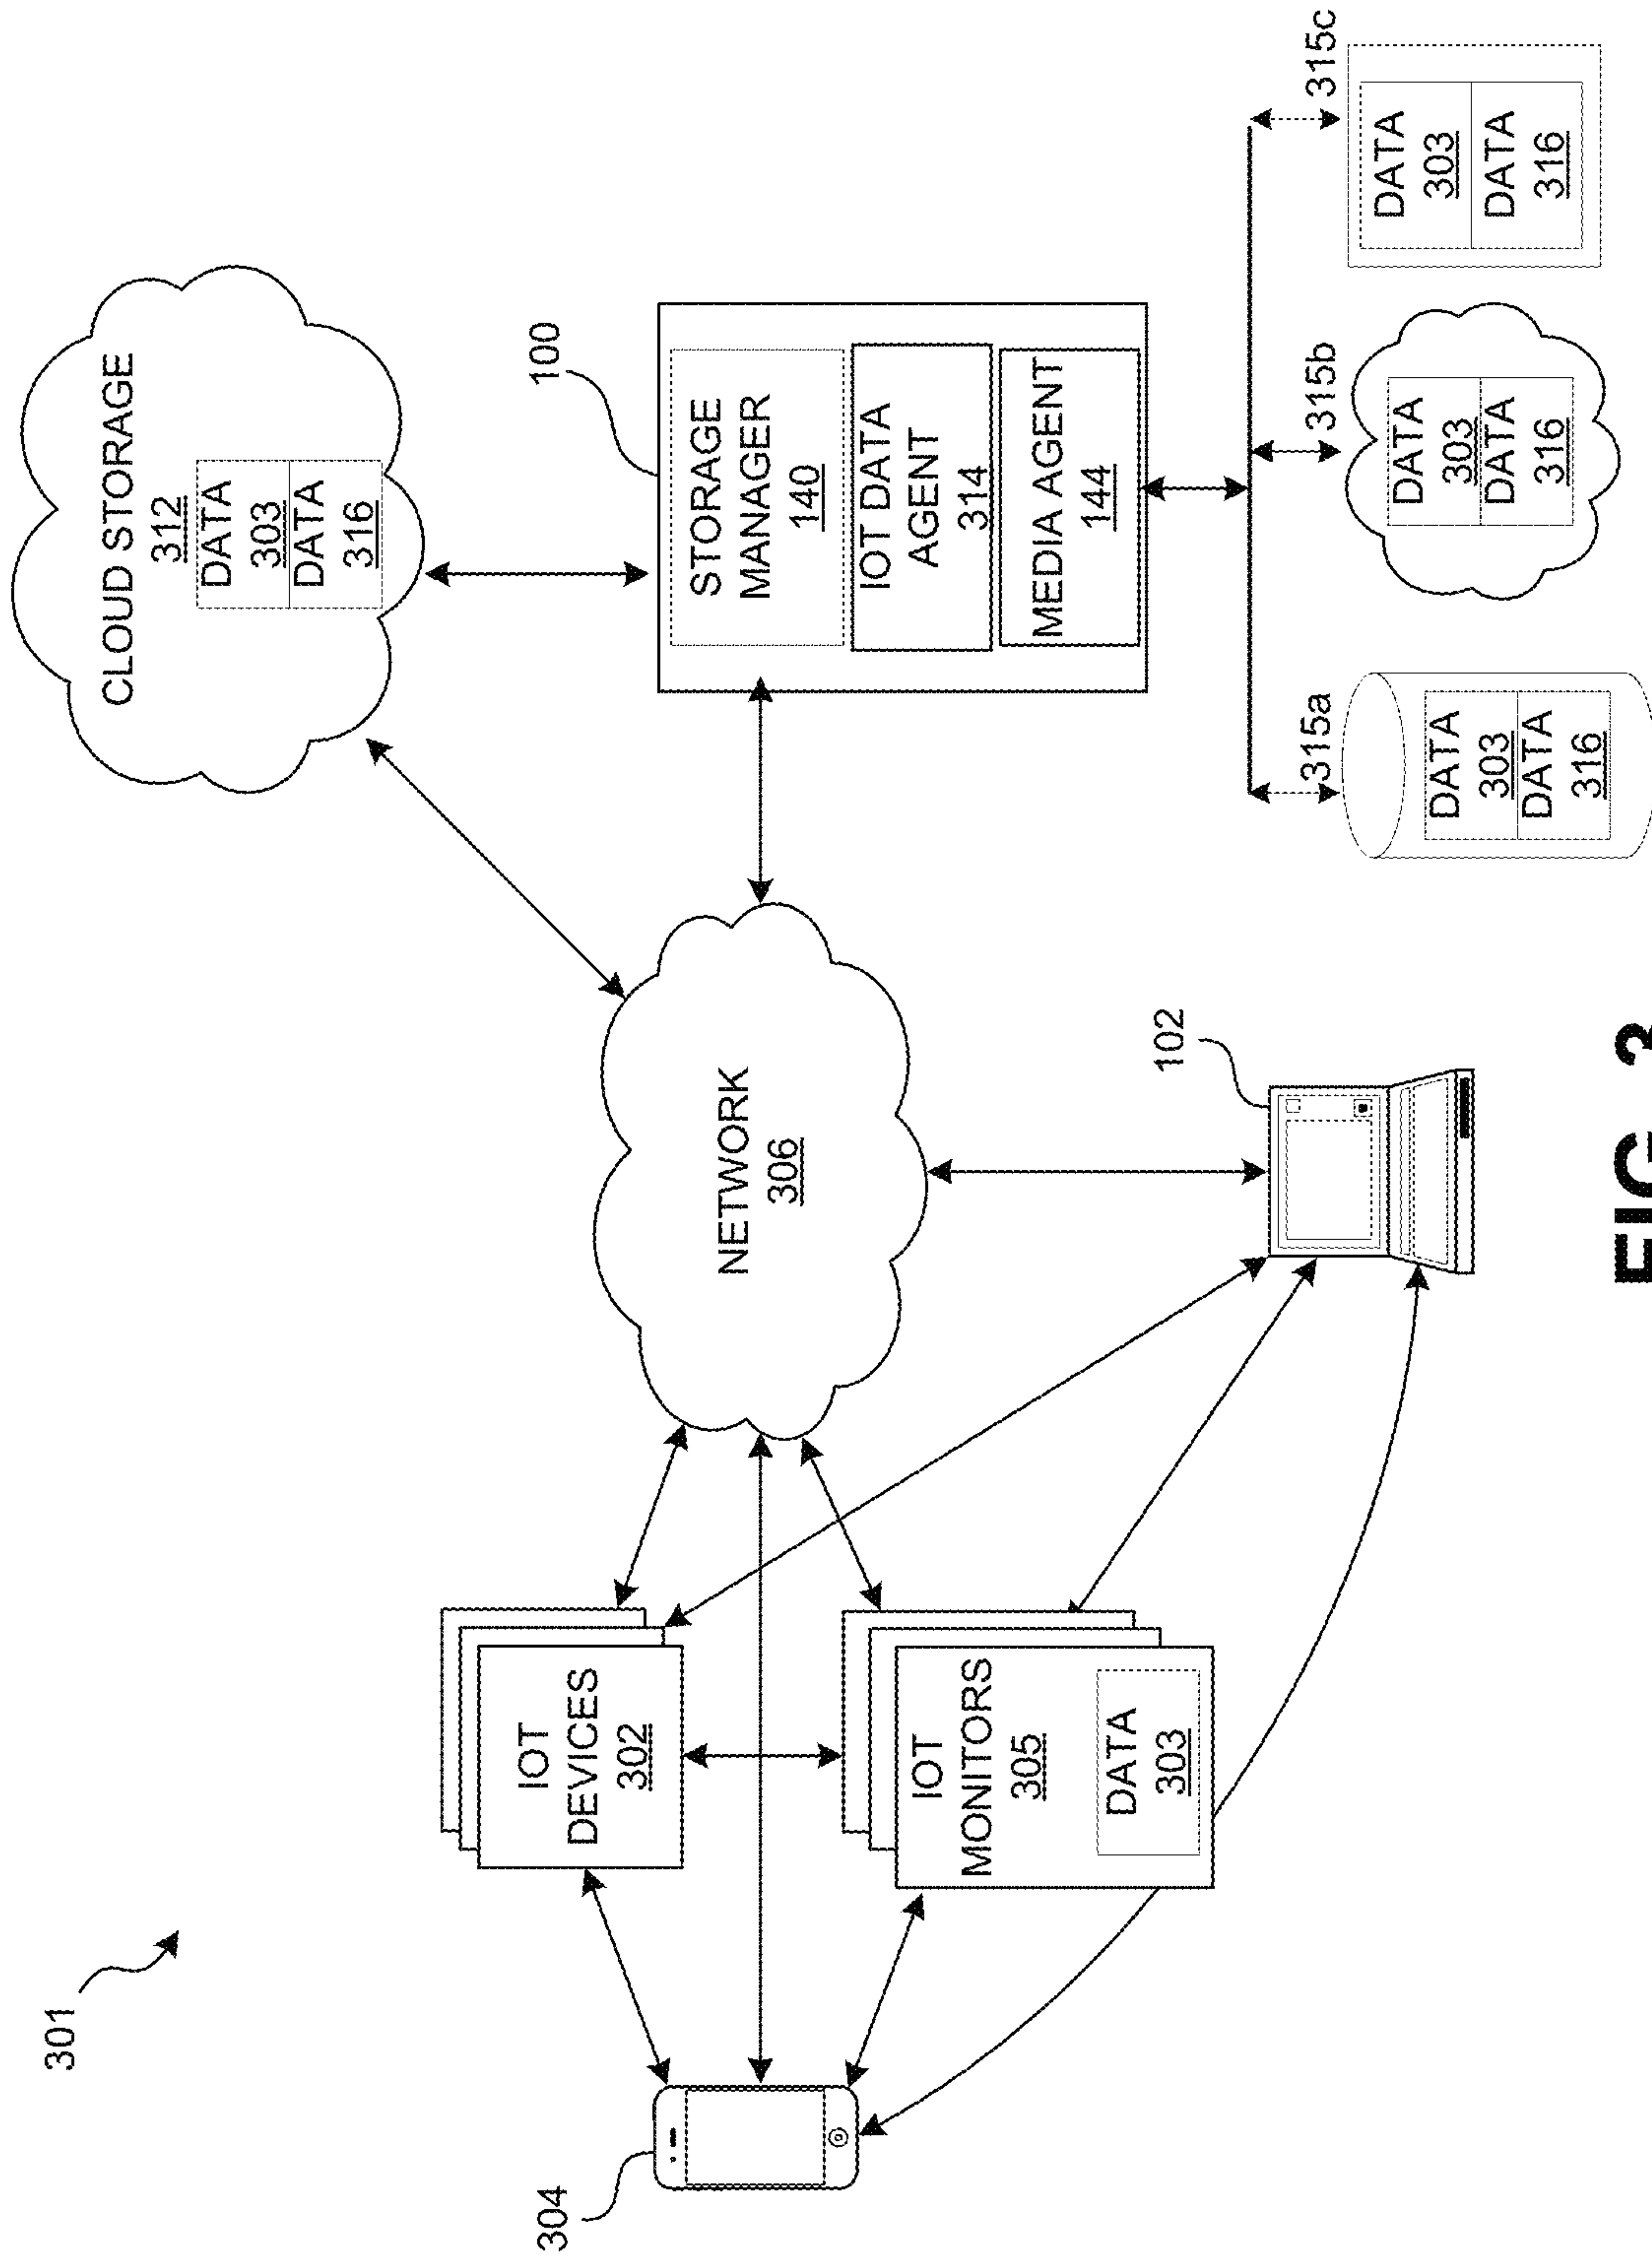 301
304
IOT
DEVICES
302
IOT
MONITORS
305
DATA
303
NETWORK
306
102
CLOUD STORAGE
312
DATA
303
DATA
316
100
STORAGE
MANAGER
140
IOT DATA
AGENT
314
MEDIA AGENT
144
315a
DATA
303
DATA
316
315b
DATA
303
DATA
316
315c
DATA
303
DATA
316
FIG. 3